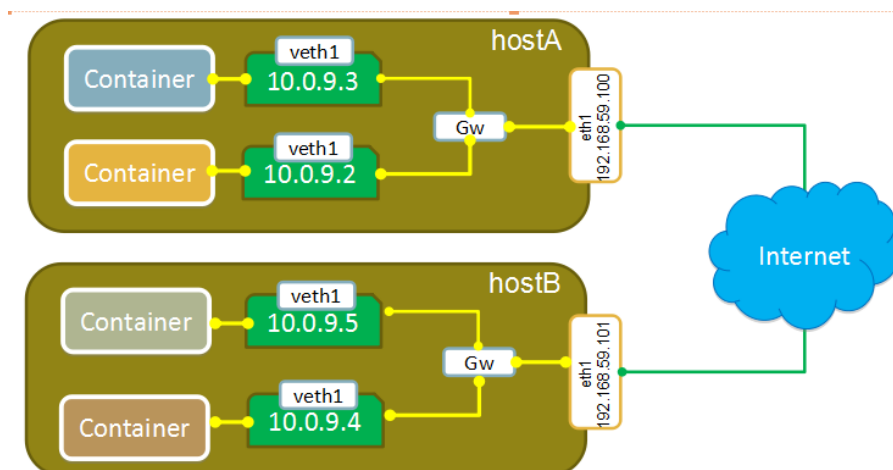 hostA
Container
veth1
10.0.9.3
Container
veth1
10.0.9.2
Gw
eth1
192.168.59.100
Internet
hostB
Container
veth1
10.0.9.5
Container
veth1
10.0.9.4
Gw
eth1
192.168.59.101